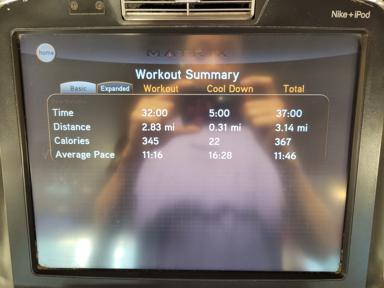 Nike+iPod
home
MATRIX
Workout Summary
Basic Expanded Workout Cool Down Total
Time 32:00 5:00 37:00
Distance 2.83 mi 0.31 mi 3.14 mi
Calories 345 22 367
Average Pace 11:16 16:28 11:46